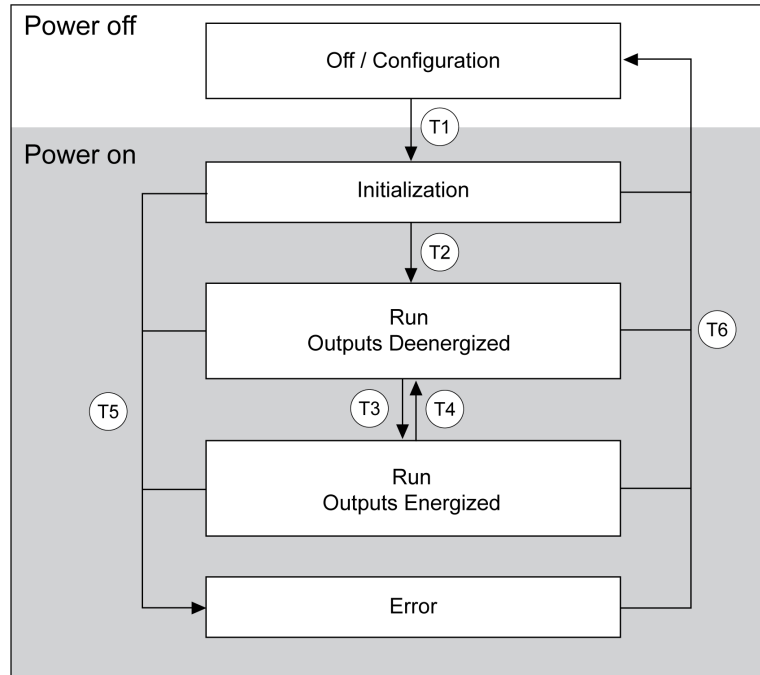 Power off
Off / Configuration
T1
Power on
Initialization
T2
Run
Outputs Deenergized
T6
T5
T3
T4
Run
Outputs Energized
Error